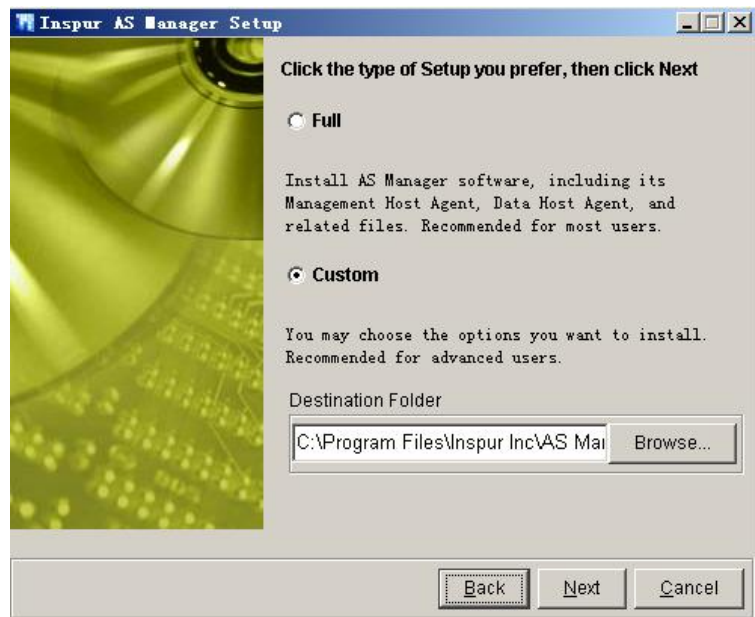 Inspur AS Manager Setup
Click the type of Setup you prefer, then click Next
Full
Install AS Manager software, including its
Management Host Agent, Data Host Agent, and
related files. Recommended for most users.
Custom
You may choose the options you want to install.
Recommended for advanced users.
Destination Folder
C:\Program Files\Inspur Inc\AS Mar Browse...
Back Next Cancel